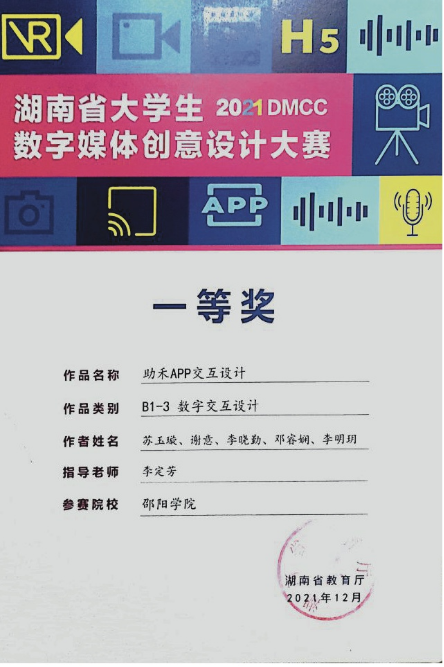 VR
H5
湖南省大学生 2021 DMCC
数字媒体创意设计大赛
APP
一等奖
作品名称 助禾APP交互设计
作品类别 B1-3 数字交互设计
作者姓名 苏玉璇、谢意、李晓勤、邓睿娴、李明玥
指导老师 李定芳
参赛院校 邵阳学院
湖南省教育厅
2021年12月